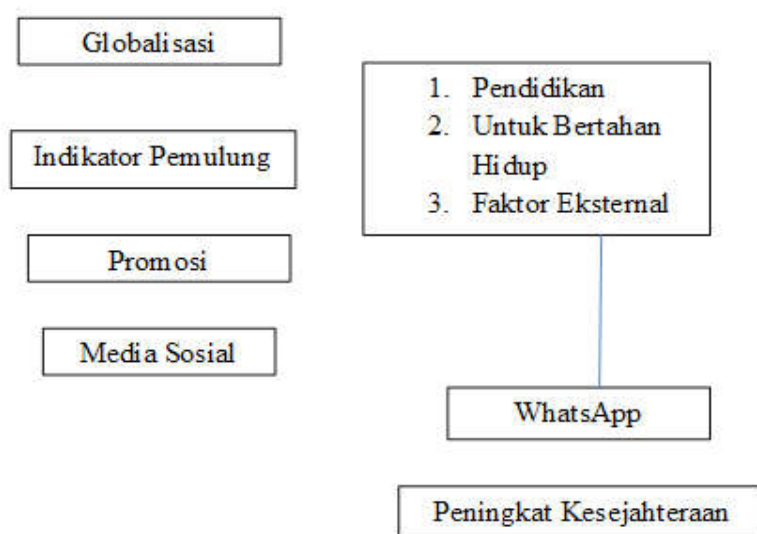 Globalisasi
Indikator Pemulung
Promosi
Media Sosial
1. Pendidikan
2. Untuk Bertahan
Hidup
3. Faktor Eksternal
WhatsApp
Peningkat Kesejahteraan